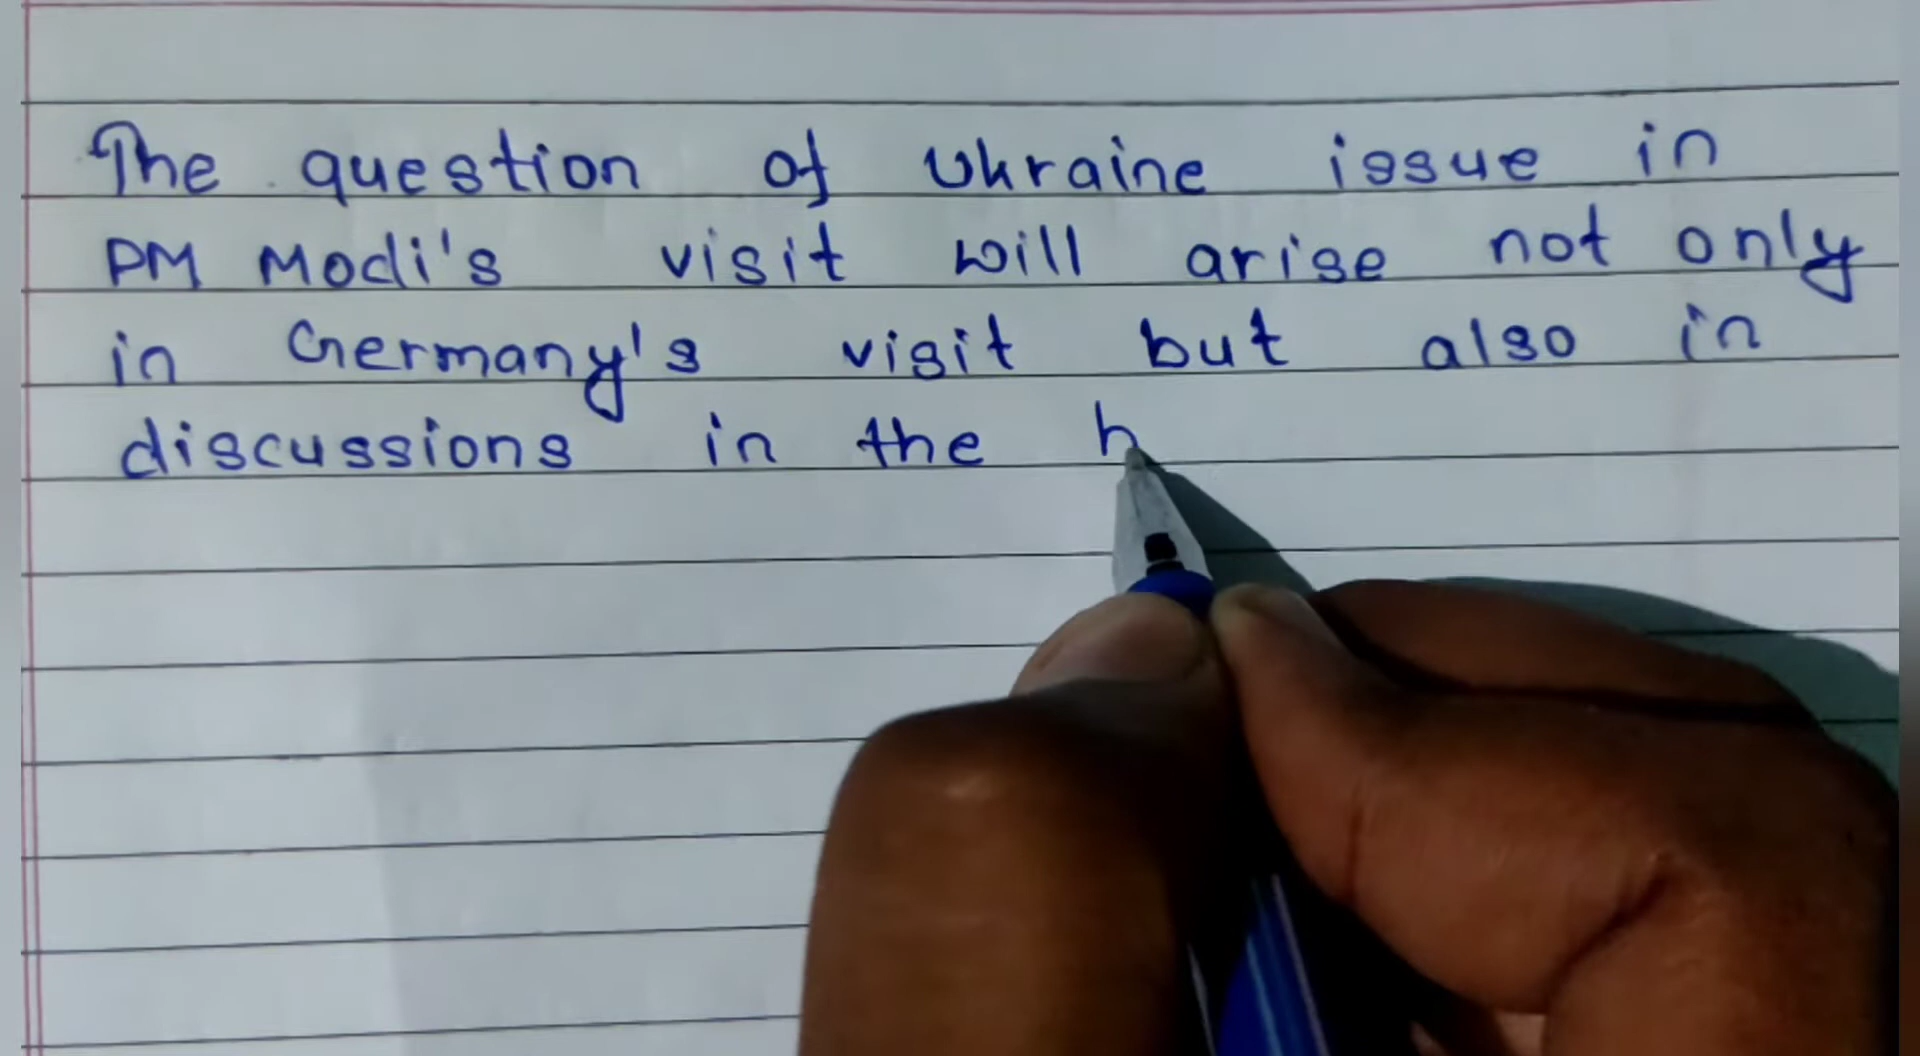 The question of Ukraine issue in
PM Modi's visit will arise not only
in Germany's visit but also in
discussions in the